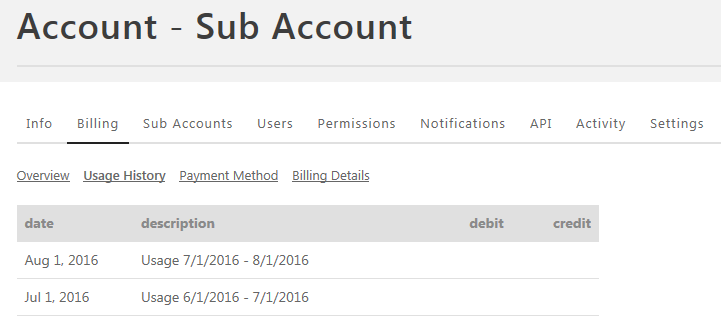 Account - Sub Account
Info Billing Sub Accounts Users Permissions Notifications API Activity Settings
Overview Usage History Payment Method Billing Details
date description debit credit
Aug 1, 2016 Usage 7/1/2016 - 8/1/2016
Jul 1, 2016 Usage 6/1/2016 - 7/1/2016